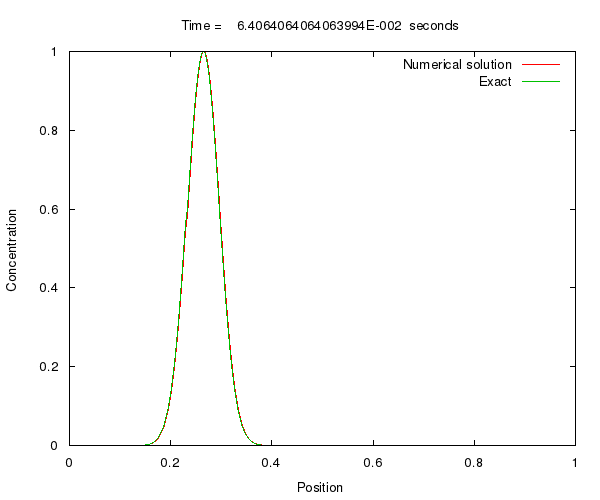 Time = 6.4064064064063994E-002 seconds
Numerical solution
Exact
1
0.8
0.6
0.4
0.2
0
Concentration
0 0.2 0.4 0.6 0.8 1
Position